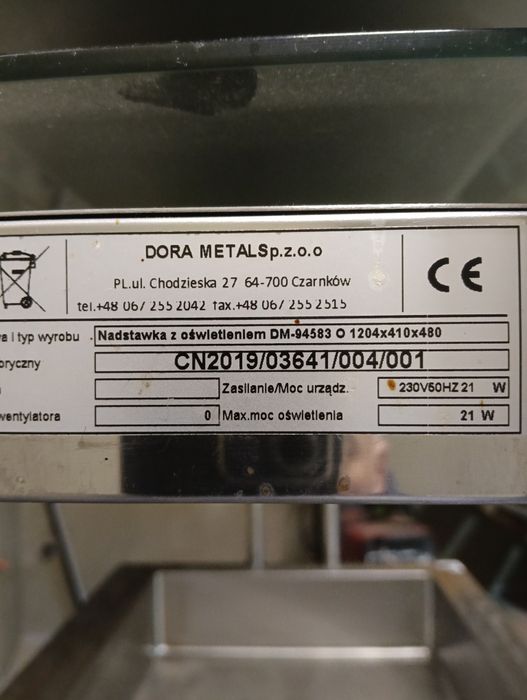 DORA METALSp.z.o.o
PL.ul. Chodzieska 27 64-700 Czarnków
tel.+48 067 255 2042 fax.+48 067 255 2515
CE
a i typ wyrobu . Nadstawka z oświetleniem DM-94583 O 1204x410x480
oryczny CN2019/03641/004/001
Zasilanie/Moc urządz. 230V50HZ 21 W
wentylatora 0 Max.moc oświetlenia 21 W